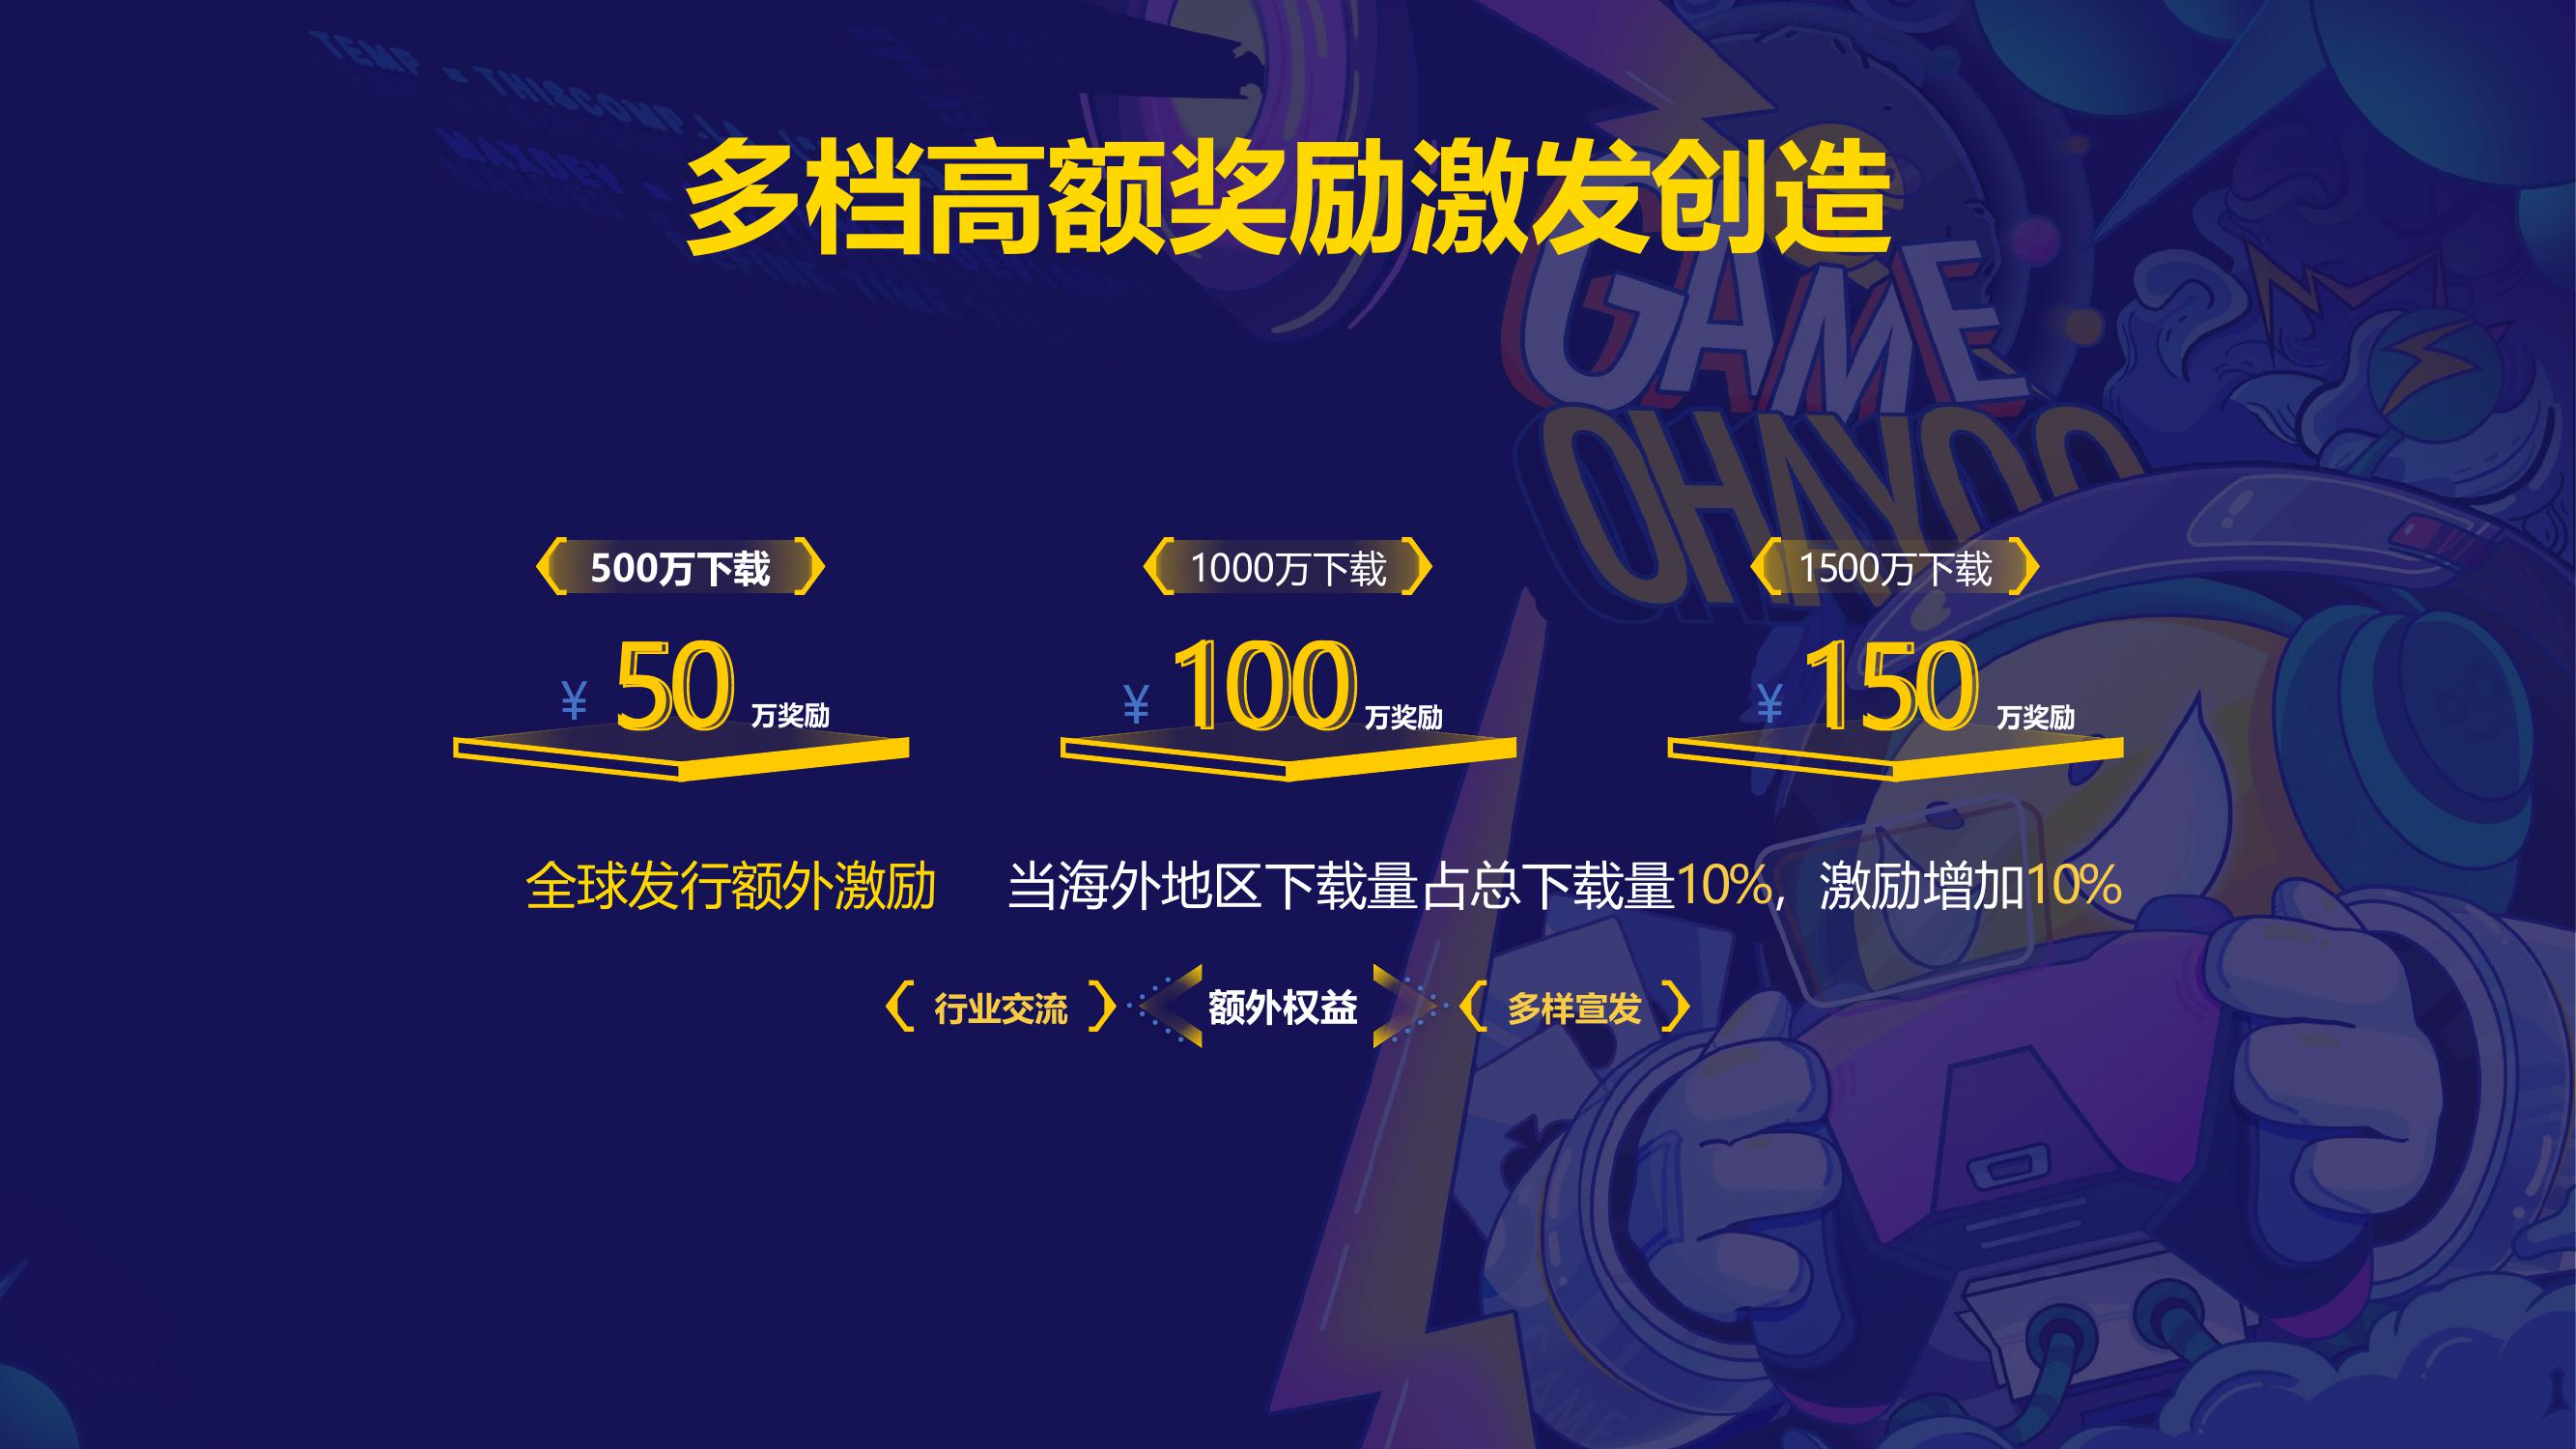 多档高额奖励激发创造
GAME
OHAYOO
500万下载
1000万下载
1500万下载
¥ 50 万奖励
¥ 100 万奖励
¥ 150 万奖励
全球发行额外激励 当海外地区下载量占总下载量10%，激励增加10%
行业交流 额外权益 多样宣发